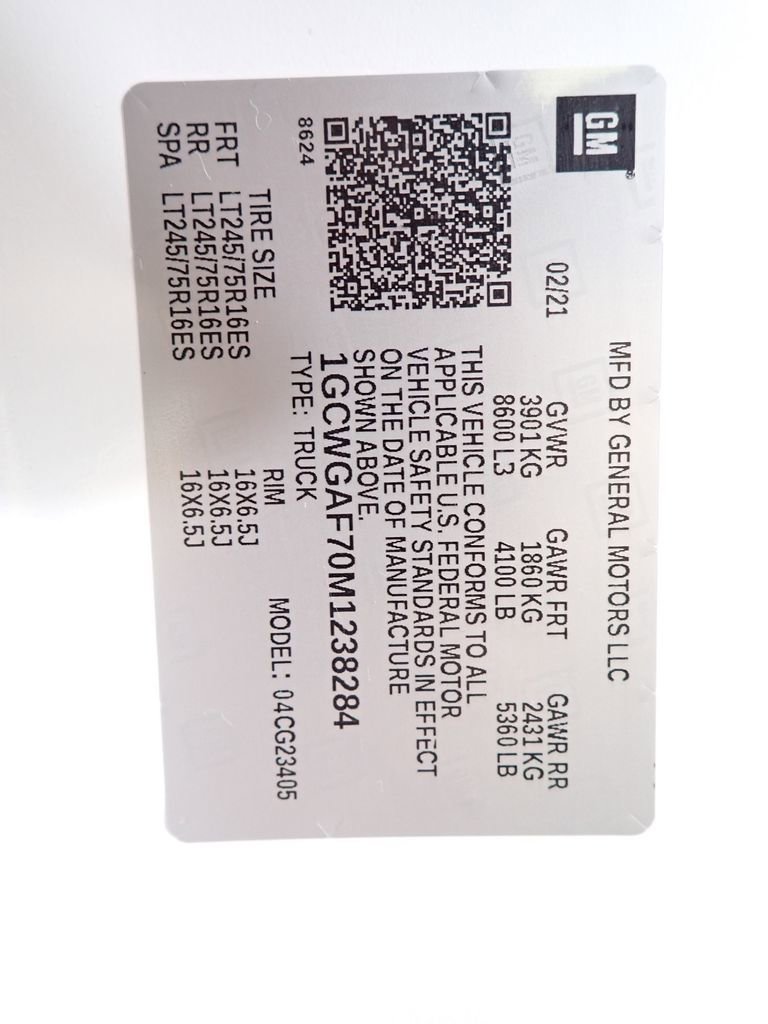 GM
MFD BY GENERAL MOTORS LLC
02/21
GVWR GAWR FRT GAWR RR
3901 KG 1860 KG 2431 KG
8600 L3 4100 LB 5360 LB
THIS VEHICLE CONFORMS TO ALL
APPLICABLE U.S. FEDERAL MOTOR
VEHICLE SAFETY STANDARDS IN EFFECT
ON THE DATE OF MANUFACTURE
SHOWN ABOVE.
1GCWGAF70M1238284
8624
TYPE: TRUCK
MODEL: 04CG23405
TIRE SIZE RIM
FRT LT245/75R16ES 16X6.5J
RR LT245/75R16ES 16X6.5J
SPA LT245/75R16ES 16X6.5J